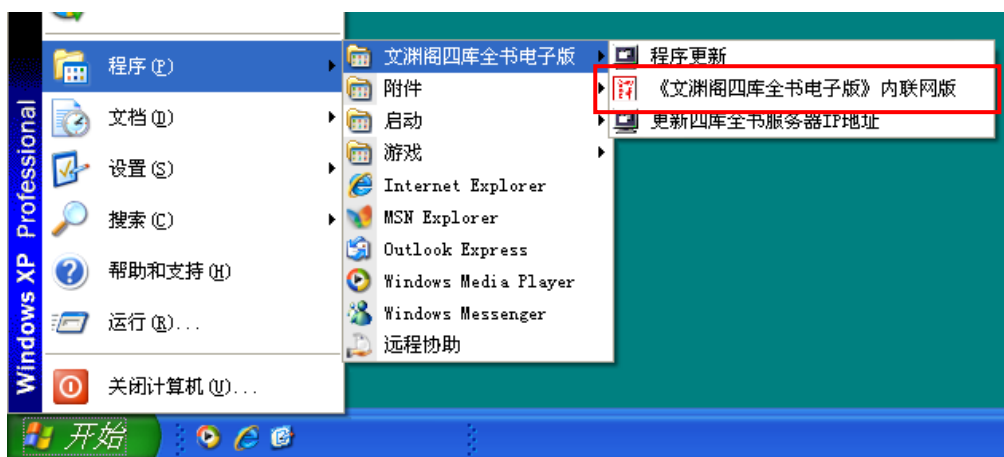 Windows XP Professional
程序(P)
文档(D)
设置(S)
搜索(C)
帮助和支持(H)
运行(R)...
关闭计算机(U)...
文渊阁四库全书电子版
附件
启动
游戏
Internet Explorer
MSN Explorer
Outlook Express
Windows Media Player
Windows Messenger
远程协助
程序更新
《文渊阁四库全书电子版》内联网版
更新四库全书服务器IP地址
开始